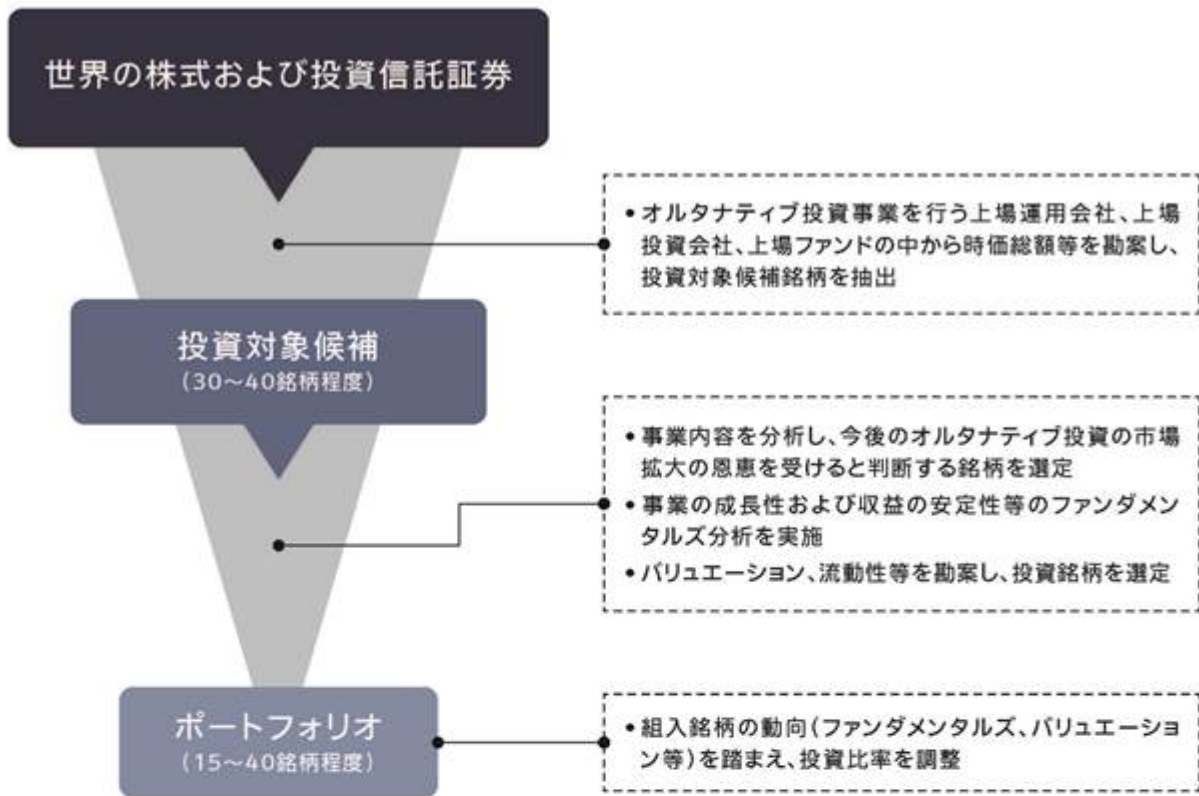 世界の株式および投資信託証券
• オルタナティブ投資事業を行う上場運用会社、上場
投資会社、上場ファンドの中から時価総額等を勘案し、
投資対象候補銘柄を抽出
投資対象候補
(30〜40銘柄程度)
• 事業内容を分析し、今後のオルタナティブ投資の市場
拡大の恩恵を受けると判断する銘柄を選定
• 事業の成長性および収益の安定性等のファンダメン
タルズ分析を実施
• バリュエーション、流動性等を勘案し、投資銘柄を選定
ポートフォリオ
(15〜40銘柄程度)
• 組入銘柄の動向(ファンダメンタルズ、バリュエーショ
ン等)を踏まえ、投資比率を調整